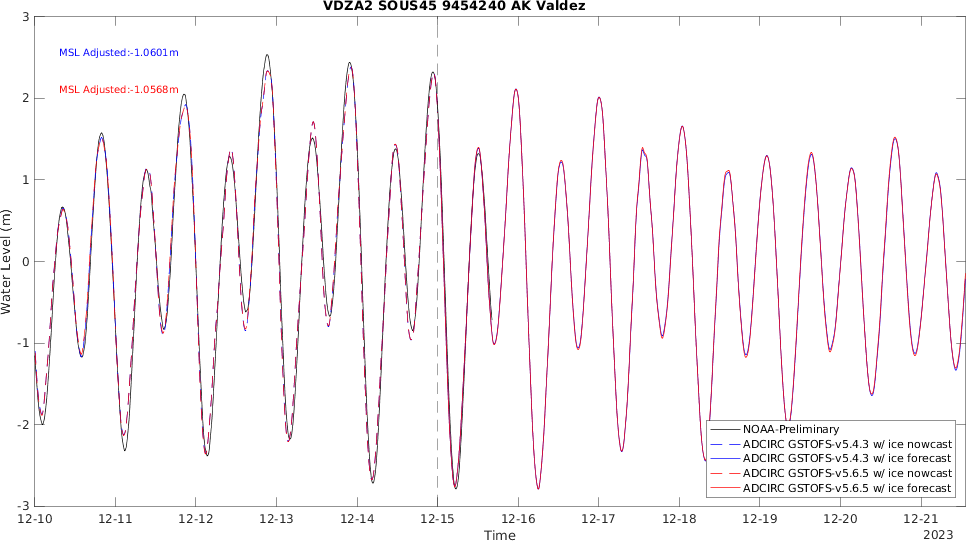 VDZA2 SOUS45 9454240 AK Valdez
MSL Adjusted:-1.0601m
MSL Adjusted:-1.0568m
3
2
1
0
-1
-2
-3
Water Level (m)
12-10
12-11
12-12
12-13
12-14
12-15
12-16
12-17
12-18
12-19
12-20
12-21
Time
2023
NOAA-Preliminary
ADCIRC GSTOFS-v5.4.3 w/ ice nowcast
ADCIRC GSTOFS-v5.4.3 w/ ice forecast
ADCIRC GSTOFS-v5.6.5 w/ ice nowcast
ADCIRC GSTOFS-v5.6.5 w/ ice forecast